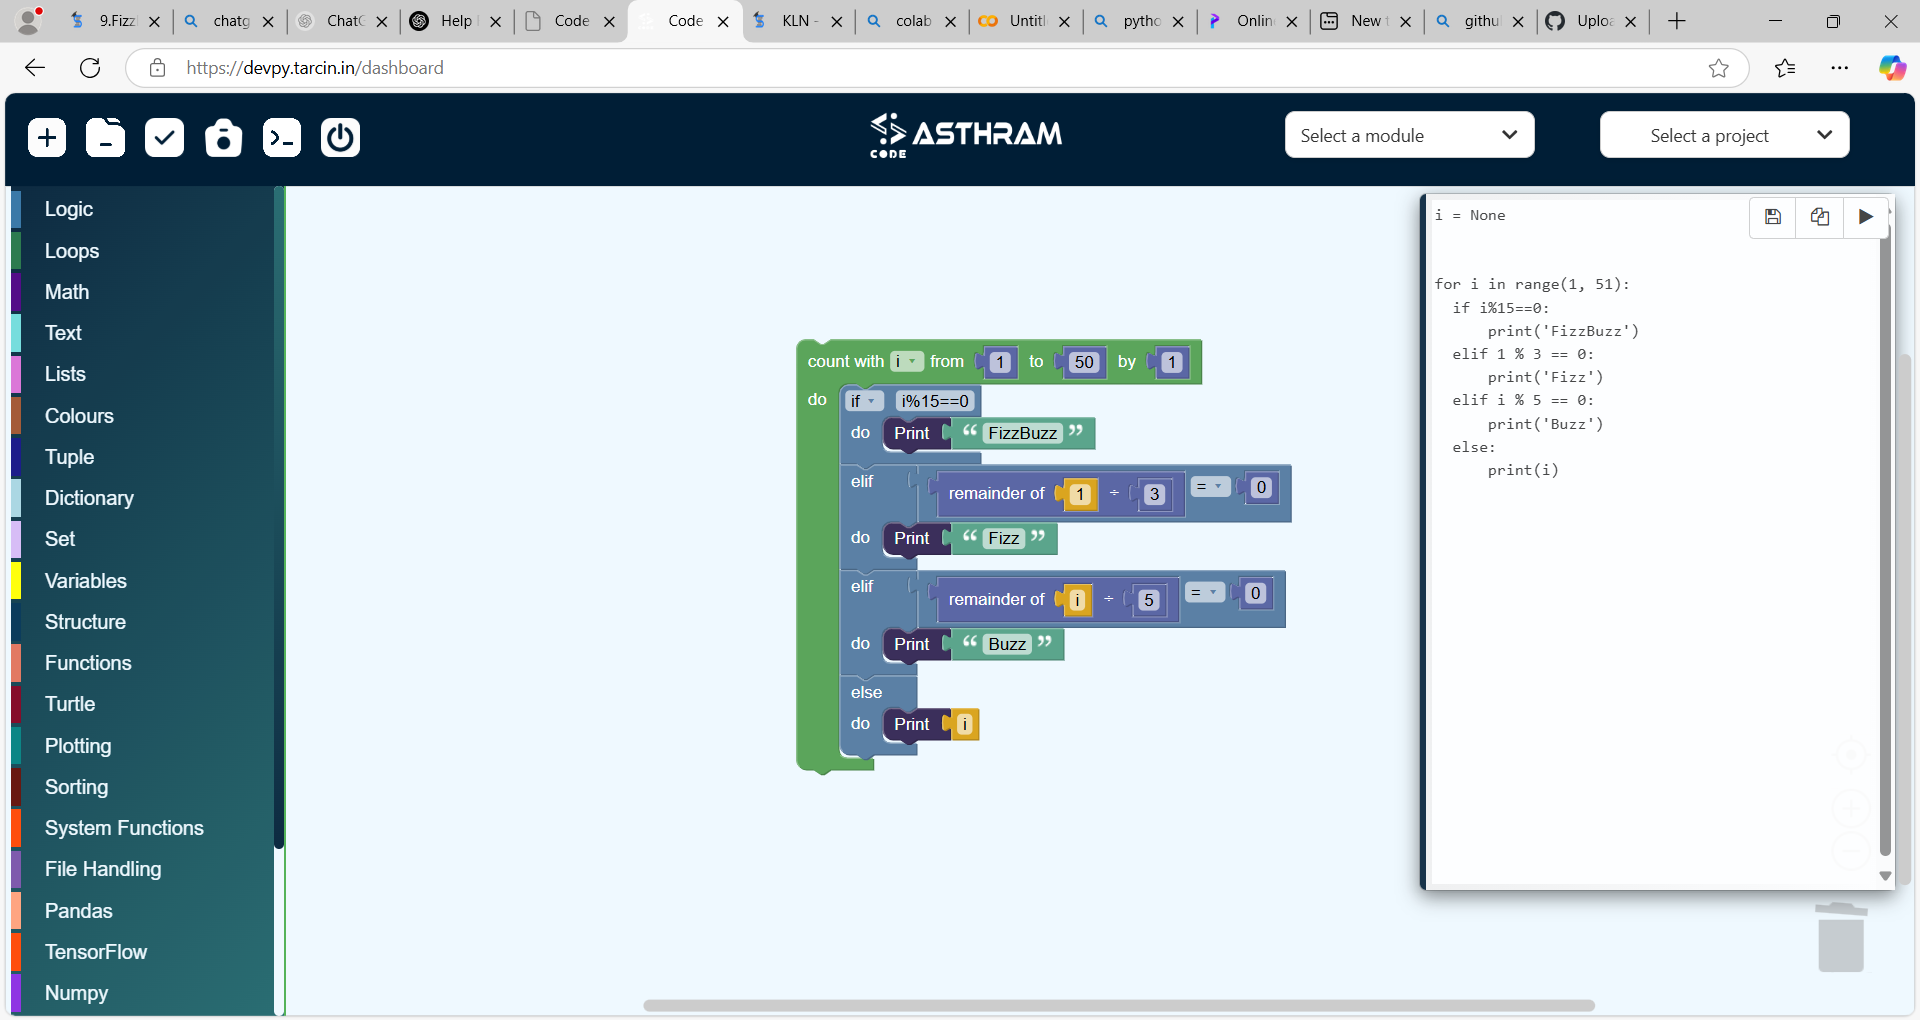 9.Fizz
chatg
ChatG
Help
Code
Code
KLN -
colab
Untitl
pytho
Onlin
New t
githu
Uploa
https://devpy.tarcin.in/dashboard
CODE ASTHRAM
Select a module
Select a project
Logic
Loops
Math
Text
Lists
Colours
Tuple
Dictionary
Set
Variables
Structure
Functions
Turtle
Plotting
Sorting
System Functions
File Handling
Pandas
TensorFlow
Numpy
count with i from 1 to 50 by 1
do if i%15==0
do Print “ FizzBuzz ”
elif remainder of 1 ÷ 3 = 0
do Print “ Fizz ”
elif remainder of i ÷ 5 = 0
do Print “ Buzz ”
else
do Print i
i = None
for i in range(1, 51):
if i%15==0:
print('FizzBuzz')
elif 1 % 3 == 0:
print('Fizz')
elif i % 5 == 0:
print('Buzz')
else:
print(i)